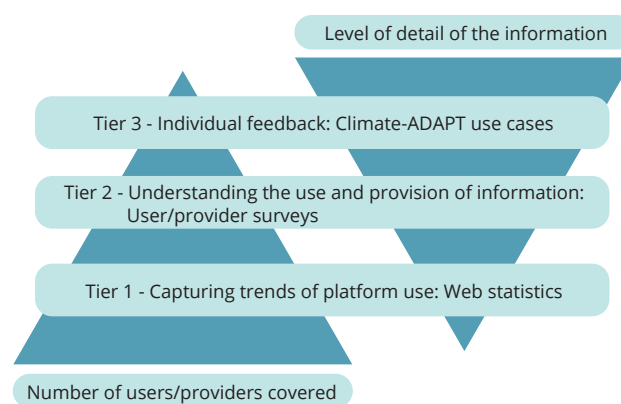 Level of detail of the information
Tier 3 - Individual feedback: Climate-ADAPT use cases
Tier 2 - Understanding the use and provision of information:
User/provider surveys
Tier 1 - Capturing trends of platform use: Web statistics
Number of users/providers covered